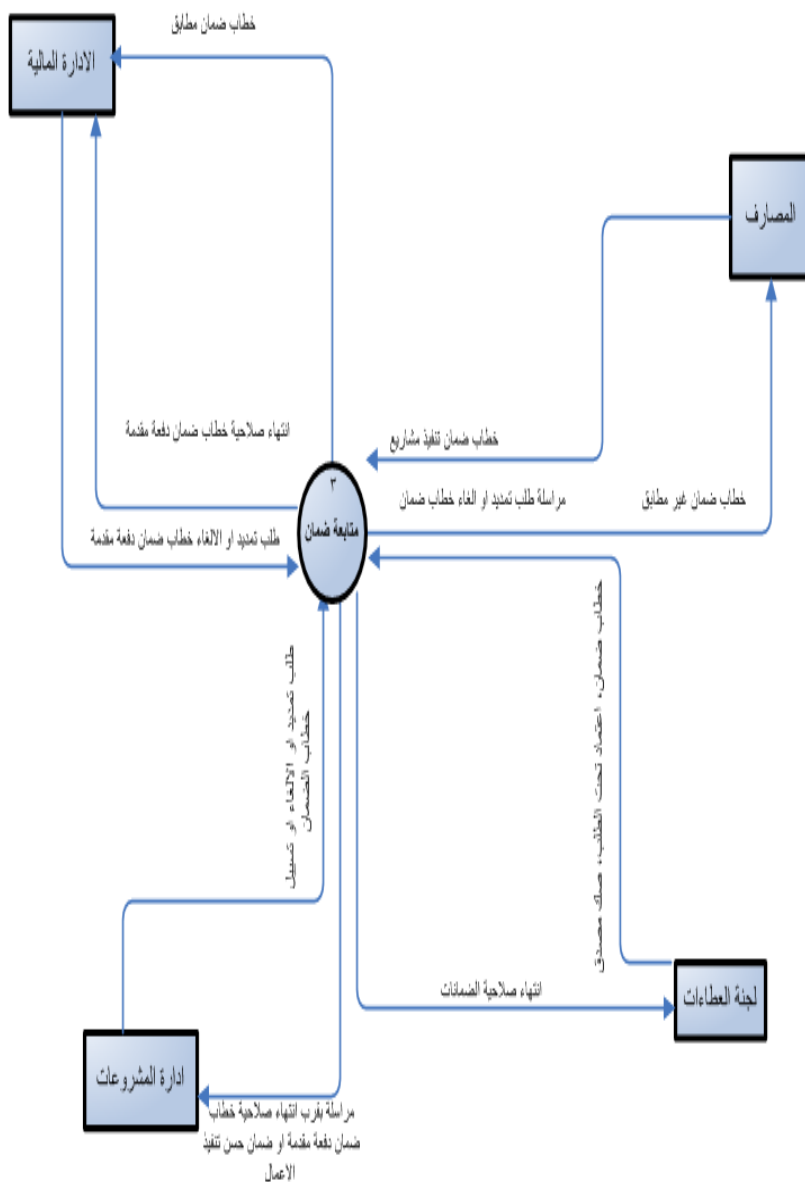 خطاب ضمان مطابق
الادارة المالية
المصارف
انتهاء صلاحية خطاب ضمان دفعة مقدمة
خطاب ضمان تنفيذ مشاريع
٣
متابعة ضمان
مراسلة طلب تمديد او الغاء خطاب ضمان
خطاب ضمان غير مطابق
طلب تمديد او الالغاء خطاب ضمان دفعة مقدمة
طلب تمديد او الالغاء او تسييل
خطاب الضمان
خطاب ضمان، اعتماد تحت الطلب، صك مصدق
انتهاء صلاحية الضمانات
لجنة العطاءات
ادارة المشروعات
مراسلة بقرب انتهاء صلاحية خطاب
ضمان دفعة مقدمة او ضمان حسن تنفيذ
الاعمال